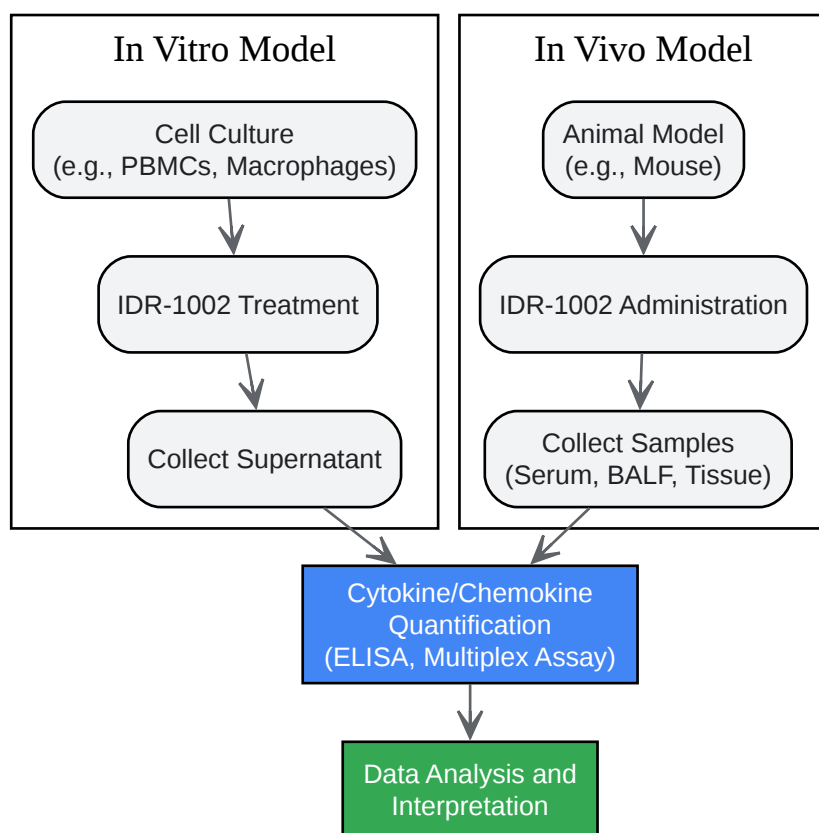 In Vitro Model
Cell Culture
(e.g., PBMCs, Macrophages)
IDR-1002 Treatment
Collect Supernatant
In Vivo Model
Animal Model
(e.g., Mouse)
IDR-1002 Administration
Collect Samples
(Serum, BALF, Tissue)
Cytokine/Chemokine
Quantification
(ELISA, Multiplex Assay)
Data Analysis and
Interpretation